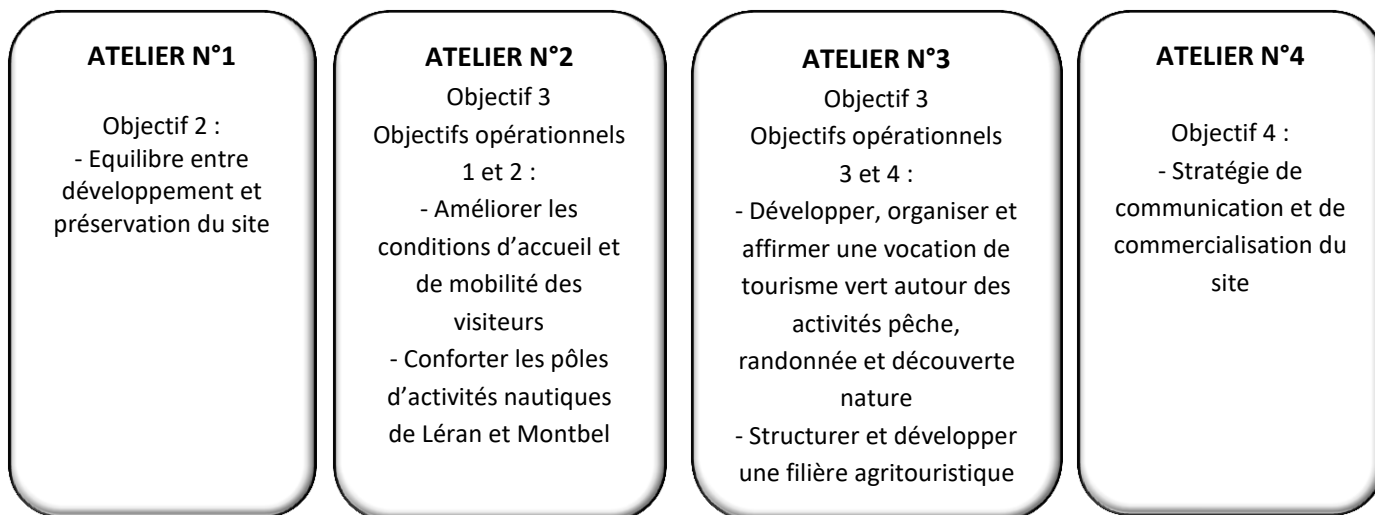 ATELIER N°1
Objectif 2 :
- Equilibre entre
développement et
préservation du site
ATELIER N°2
Objectif 3
Objectifs opérationnels
1 et 2 :
- Améliorer les
conditions d’accueil et
de mobilité des
visiteurs
- Conforter les pôles
d’activités nautiques
de Léran et Montbel
ATELIER N°3
Objectif 3
Objectifs opérationnels
3 et 4 :
- Développer, organiser et
affirmer une vocation de
tourisme vert autour des
activités pêche,
randonnée et découverte
nature
- Structurer et développer
une filière agritouristique
ATELIER N°4
Objectif 4 :
- Stratégie de
communication et de
commercialisation du
site